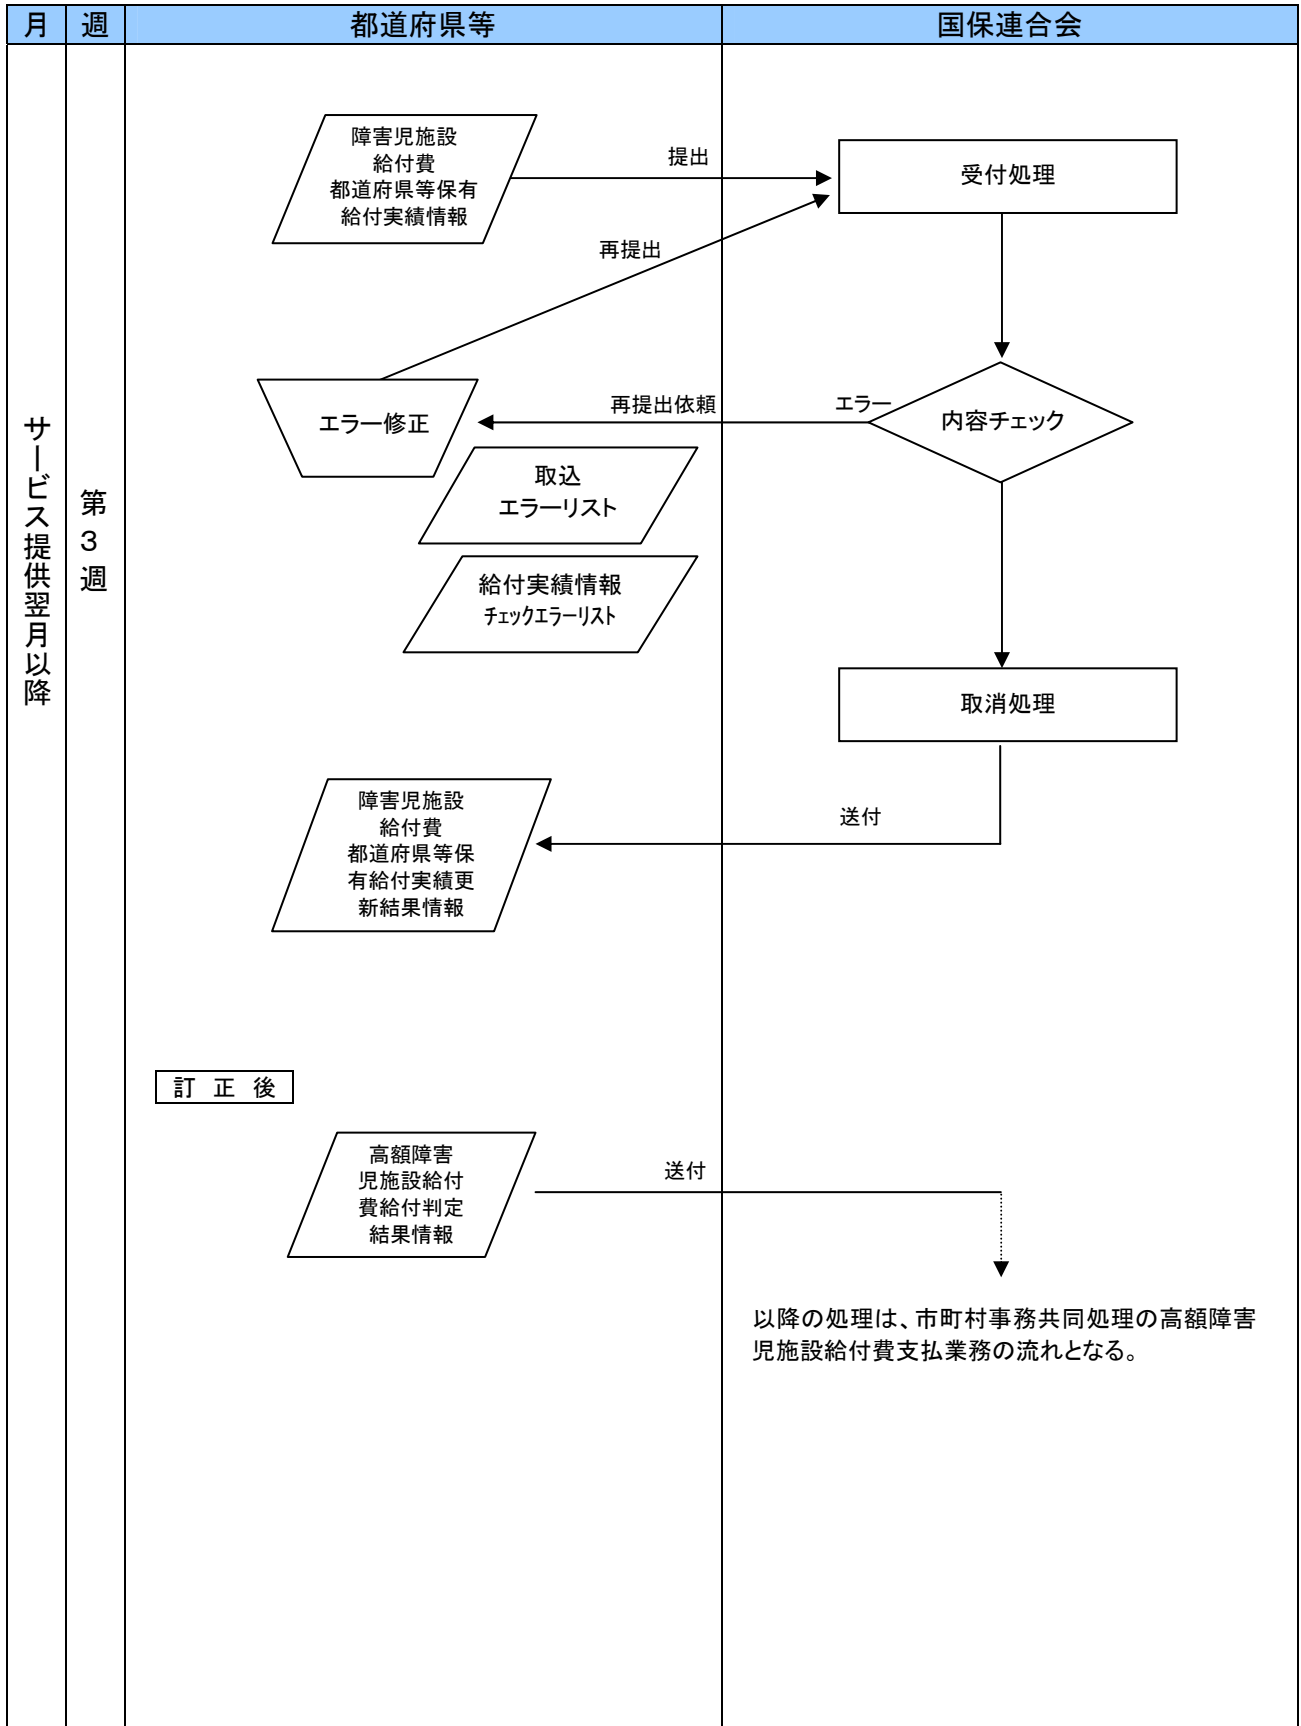 月
週
都道府県等
国保連合会
障害児施設
給付費
都道府県等保有
給付実績情報
提出
受付処理
再提出
サービス提供翌月以降
第３週
エラー修正
再提出依頼
エラー
内容チェック
取込
エラーリスト
給付実績情報
チェックエラーリスト
取消処理
障害児施設
給付費
都道府県等保
有給付実績更
新結果情報
送付
訂 正 後
高額障害
児施設給付
費給付判定
結果情報
送付
以降の処理は、市町村事務共同処理の高額障害
児施設給付費支払業務の流れとなる。